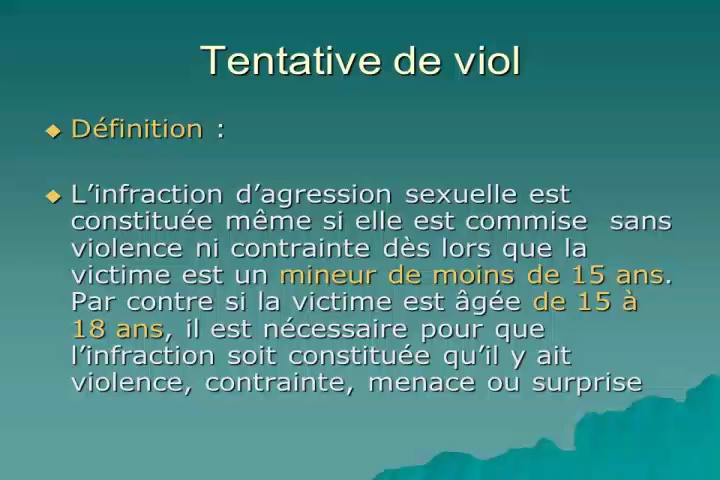 Tentative de viol
Définition :
L’infraction d’agression sexuelle est
constituée même si elle est commise  sans
violence ni contrainte dès lors que la
victime est un mineur de moins de 15 ans.
Par contre si la victime est âgée de 15 à
18 ans, il est nécessaire pour que
l’infraction soit constituée qu’il y ait
violence, contrainte, menace ou surprise